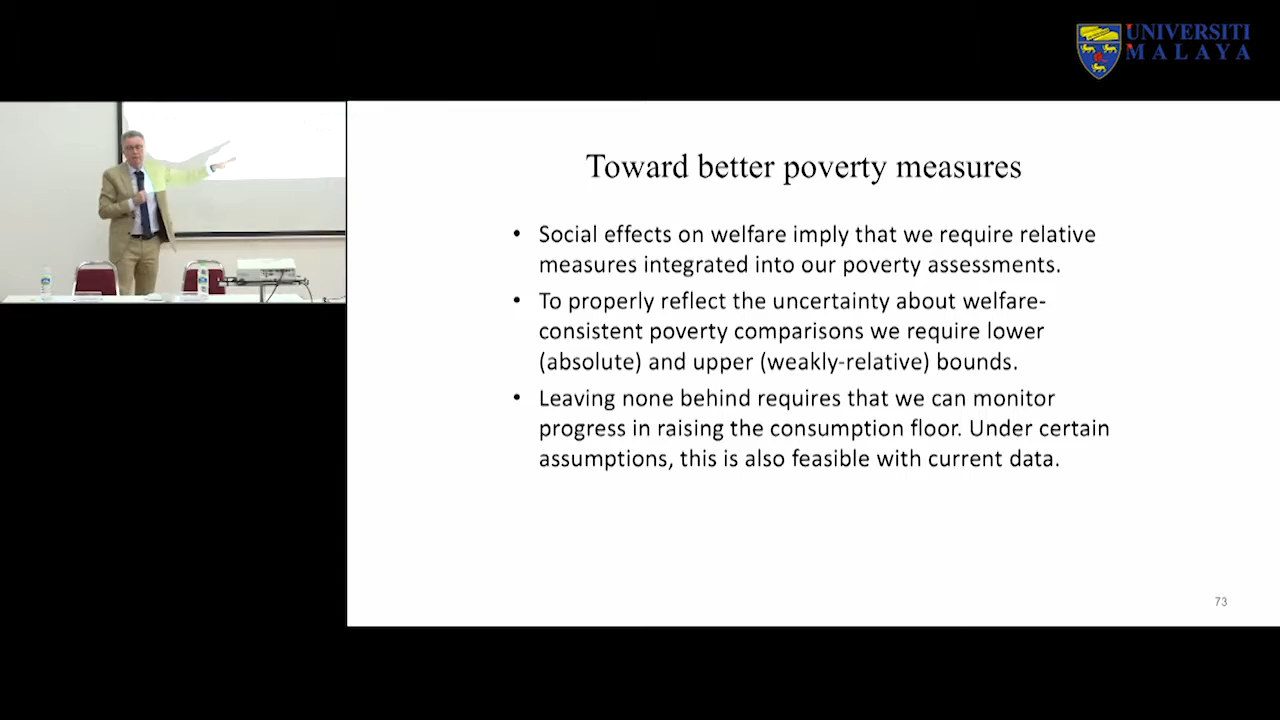 UNIVERSITI
MALAYA
Toward better poverty measures
• Social effects on welfare imply that we require relative
measures integrated into our poverty assessments.
• To properly reflect the uncertainty about welfare-
consistent poverty comparisons we require lower
(absolute) and upper (weakly-relative) bounds.
• Leaving none behind requires that we can monitor
progress in raising the consumption floor. Under certain
assumptions, this is also feasible with current data.
73